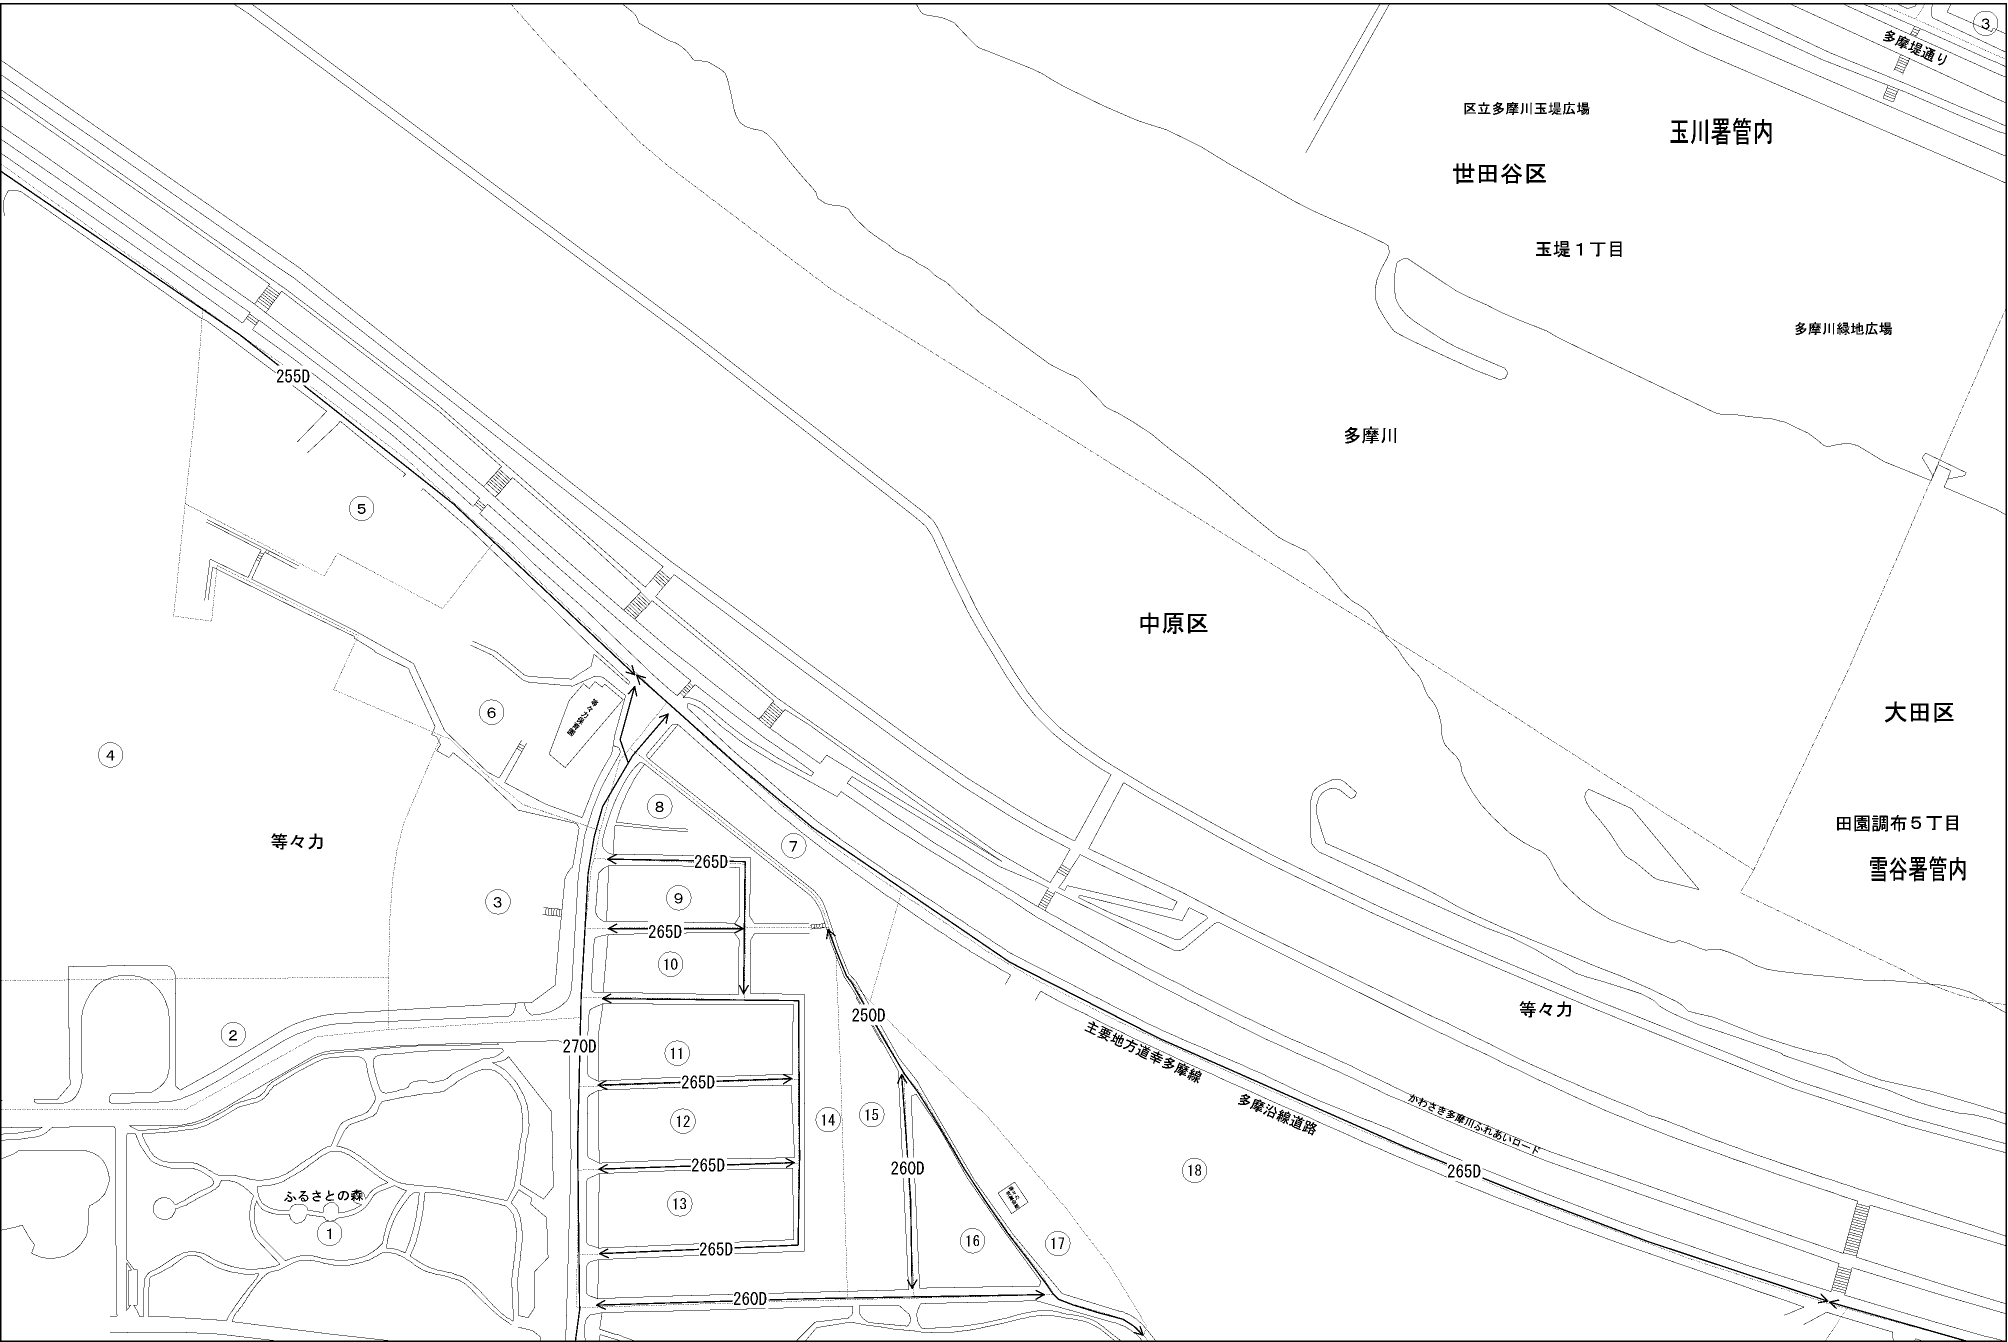 ③
多摩堤通り
区立多摩川玉堤広場
玉川署管内
世田谷区
玉堤１丁目
多摩川緑地広場
255D
多摩川
⑤
中原区
⑥
大田区
④
⑧
田園調布５丁目
等々力
⑦
雪谷署管内
265D
③
⑨
265D
⑩
②
250D
等々力
270D
⑪
主要地方道幸多摩線
265D
⑫
⑭
⑮
多摩沿線道路
かわさき多摩川ふれあいロード
265D
260D
⑱
265D
ふるさとの森
①
⑬
265D
⑯
⑰
260D